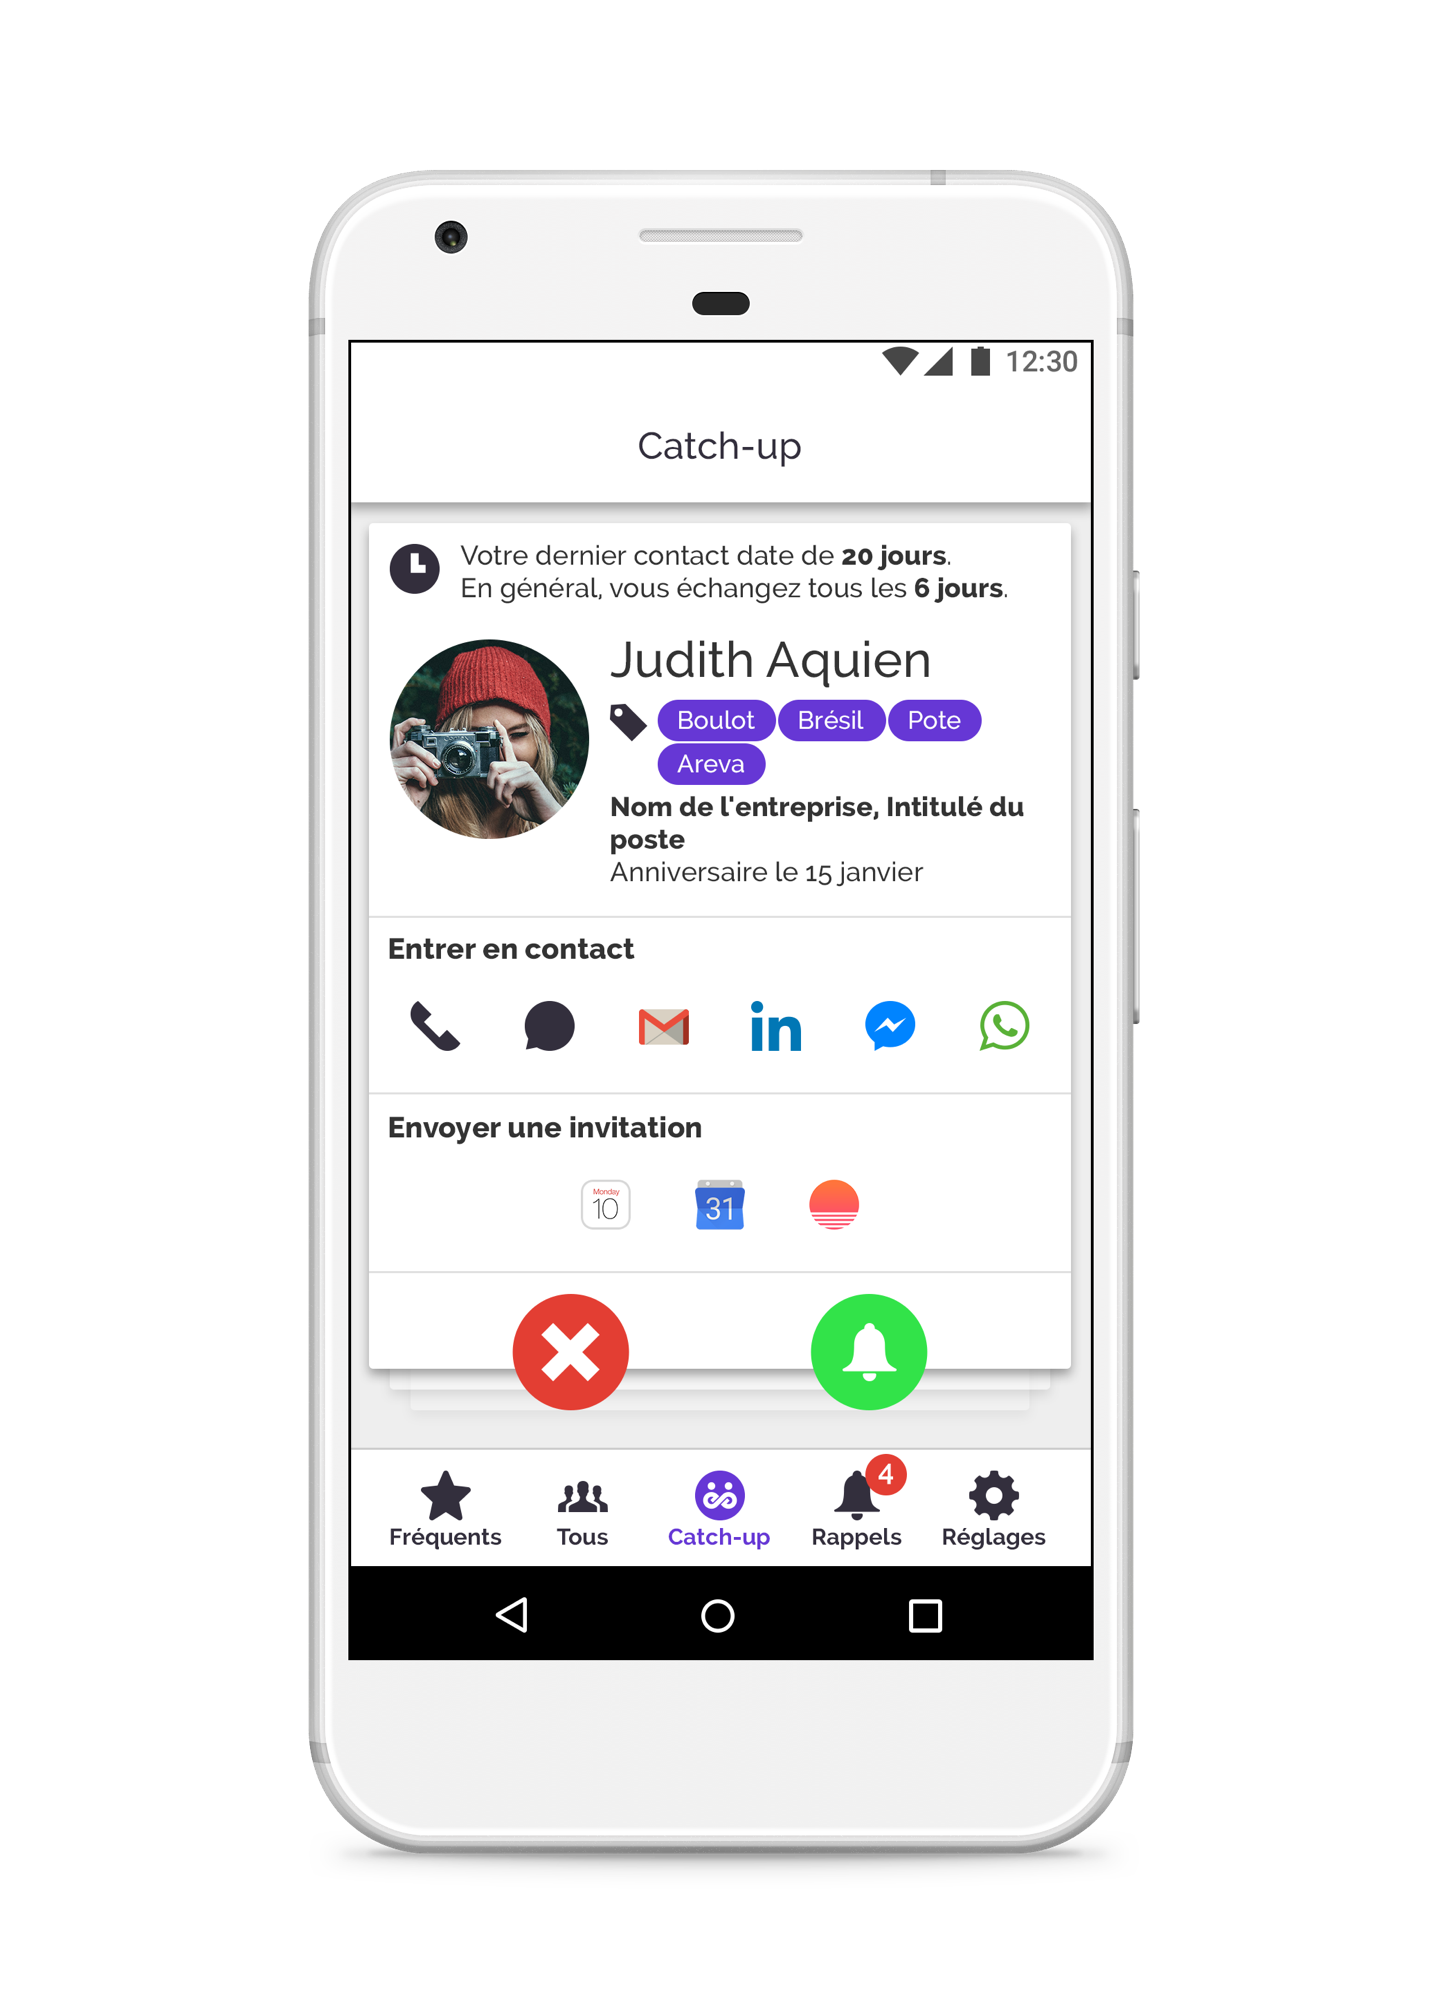 12:30
Catch-up
Votre dernier contact date de 20 jours.
En général, vous échangez tous les 6 jours.
Judith Aquien
Boulot Brésil Pote
Areva
Nom de l'entreprise, Intitulé du
poste
Anniversaire le 15 janvier
Entrer en contact
in
Envoyer une invitation
Monday
10
31
4
Fréquents Tous Catch-up Rappels Réglages